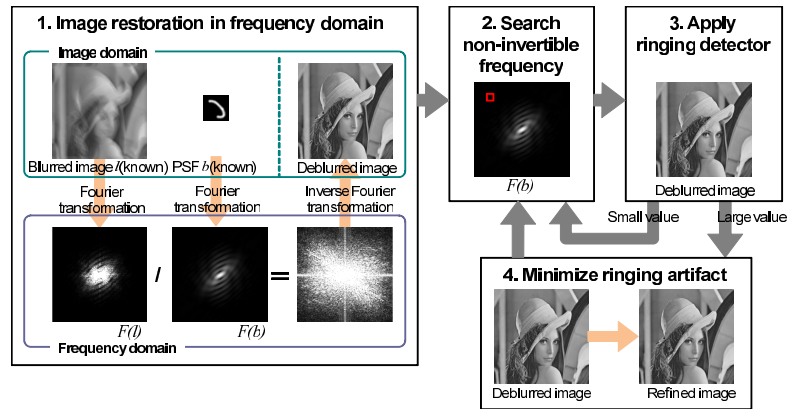 1. Image restoration in frequency domain
Image domain
Blurred image l(known) PSF b(known)
Deblurred image
Fourier
transformation
Fourier
transformation
Inverse Fourier
transformation
/
=
F(l)
F(b)
Frequency domain
2. Search
non-invertible
frequency
F(b)
3. Apply
ringing detector
Deblurred image
Small value
Large value
4. Minimize ringing artifact
Deblurred image
Refined image